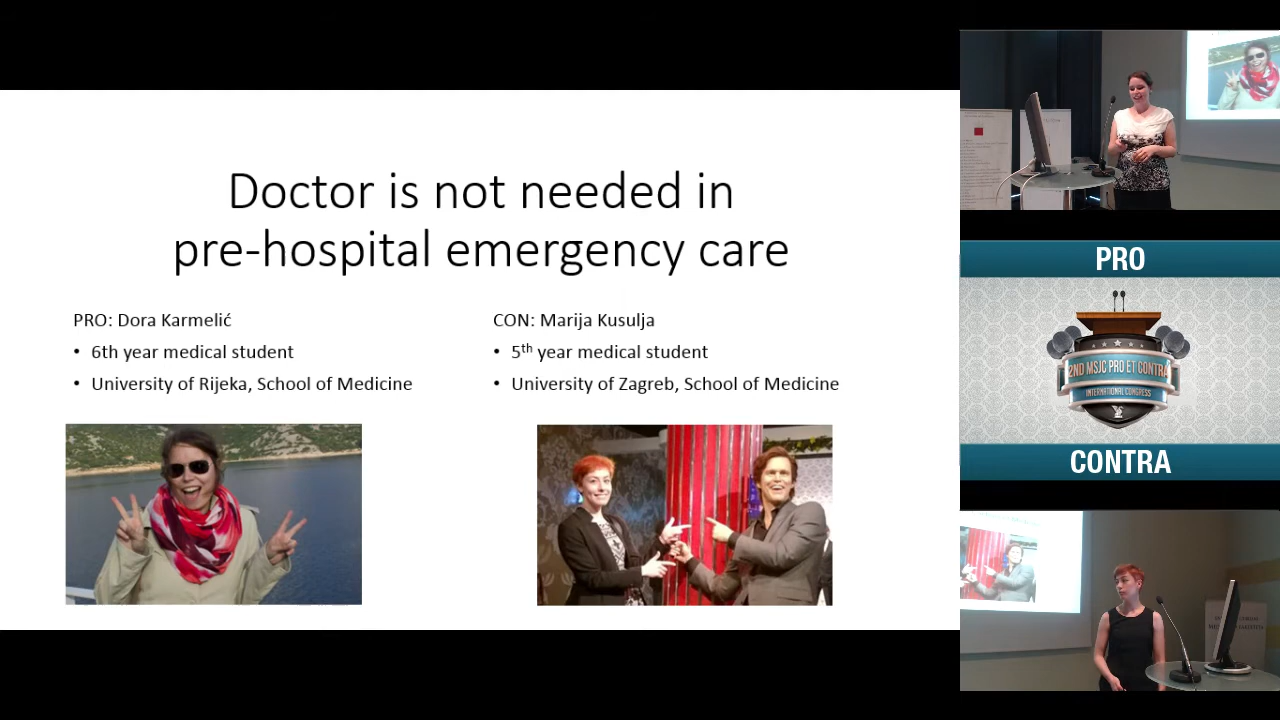 Doctor is not needed in
pre-hospital emergency care
PRO: Dora Karmelić
• 6th year medical student
• University of Rijeka, School of Medicine
CON: Marija Kusulja
• 5th year medical student
• University of Zagreb, School of Medicine
PRO
2ND MSJC PRO ET CONTRA
INTERNATIONAL CONGRESS
CONTRA